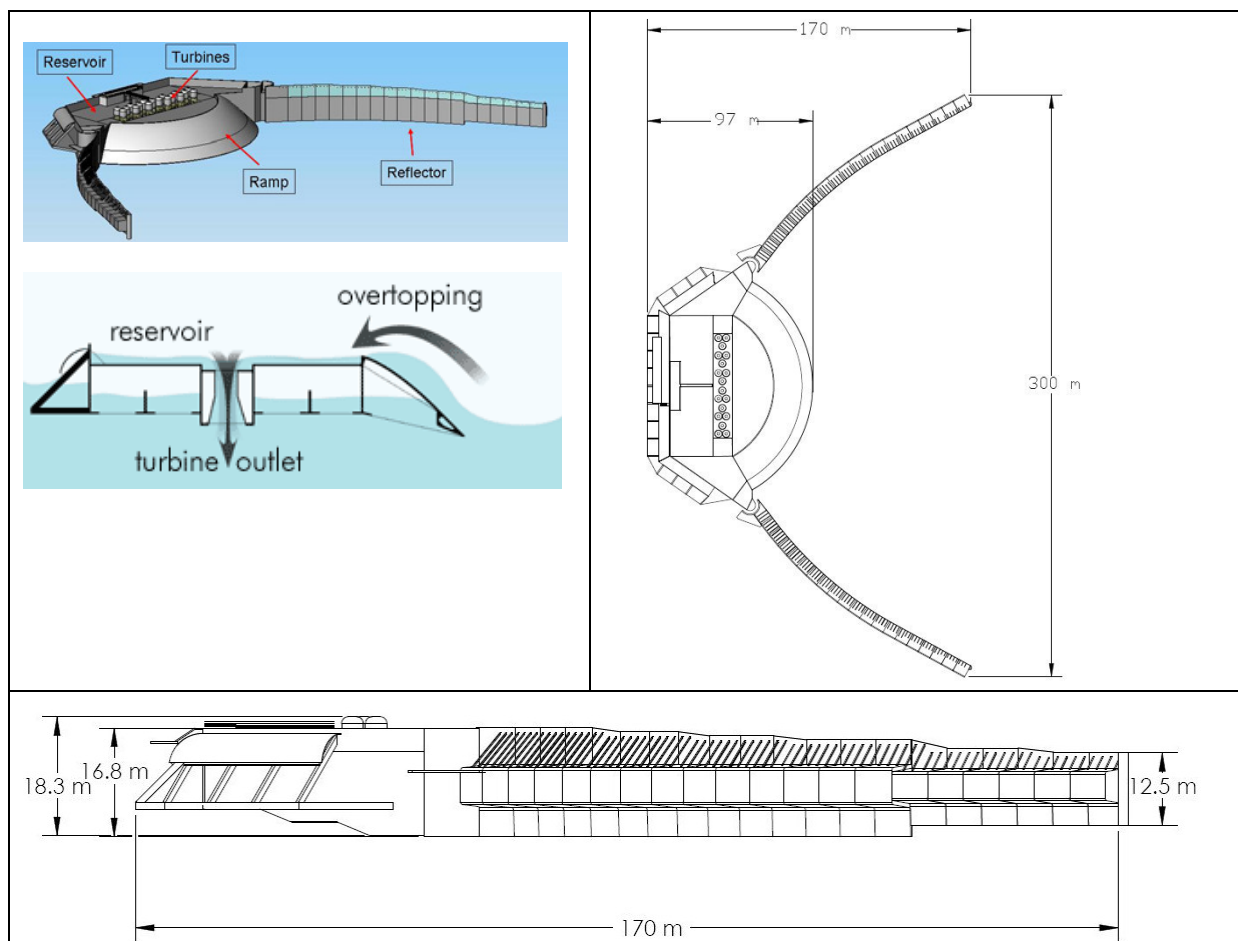 Reservoir
Turbines
Ramp
Reflector
overtopping
reservoir
turbine outlet
170 m
97 m
300 m
18.3 m
16.8 m
12.5 m
170 m